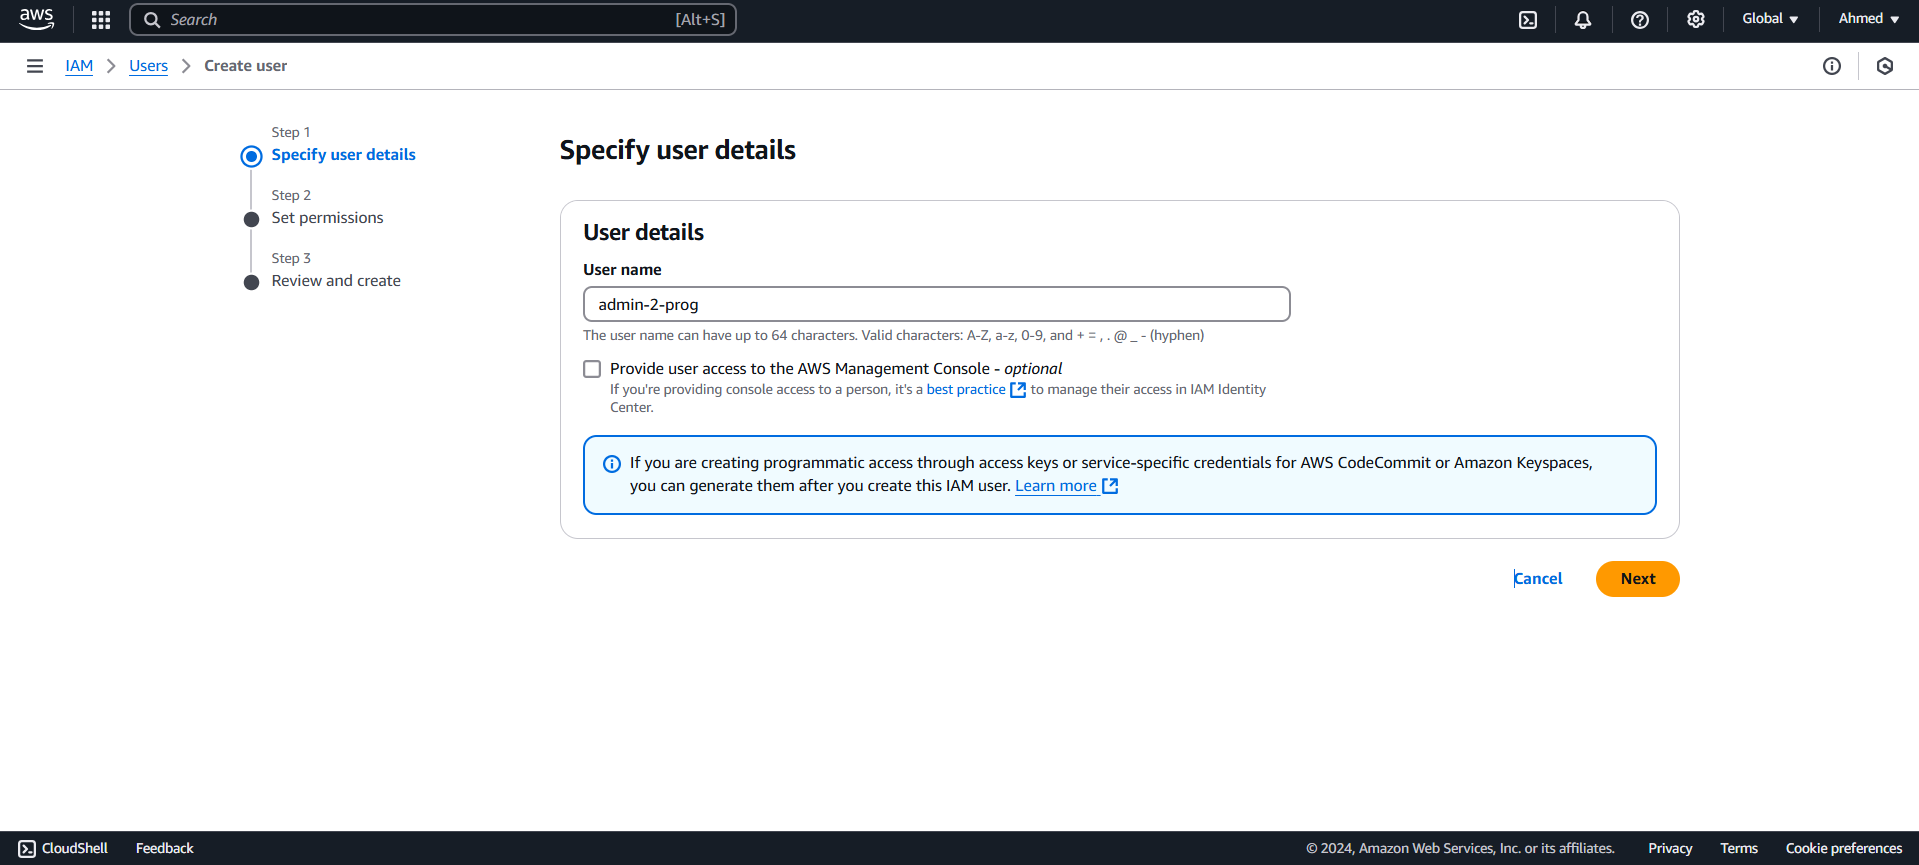 aws
Search
[Alt+S]
Global
Ahmed
IAM
Users
Create user
Step 1
Specify user details
Step 2
Set permissions
Step 3
Review and create
Specify user details
User details
User name
admin-2-prog
The user name can have up to 64 characters. Valid characters: A-Z, a-z, 0-9, and + = , . @ _ - (hyphen)
Provide user access to the AWS Management Console - optional
If you're providing console access to a person, it's a best practice to manage their access in IAM Identity
Center.
If you are creating programmatic access through access keys or service-specific credentials for AWS CodeCommit or Amazon Keyspaces,
you can generate them after you create this IAM user. Learn more
Cancel
Next
CloudShell
Feedback
© 2024, Amazon Web Services, Inc. or its affiliates.
Privacy
Terms
Cookie preferences